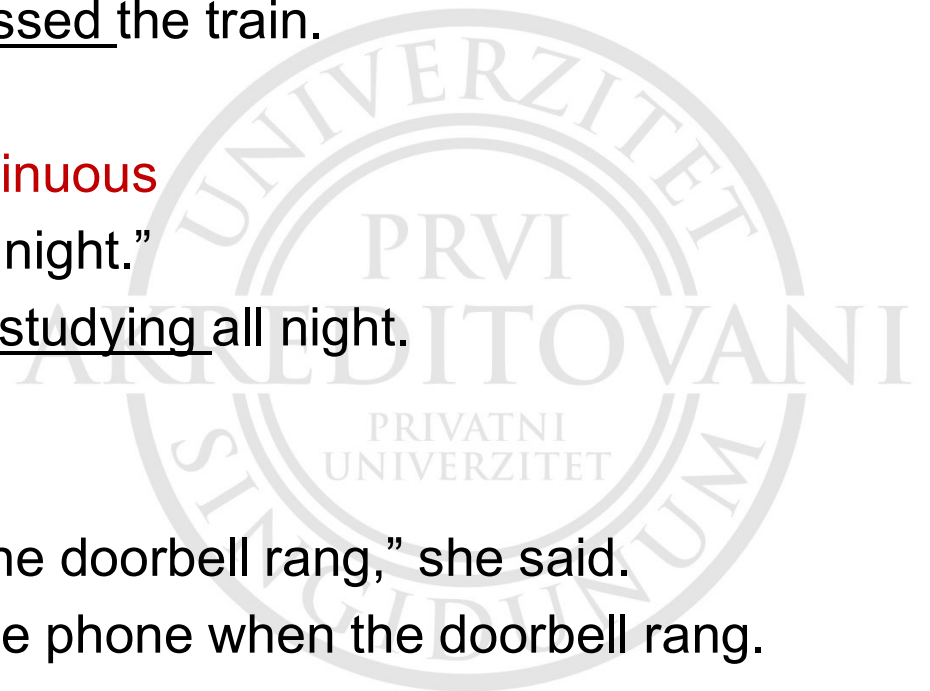 ssed the train.
inuous
night.”
studying all night.
ne doorbell rang,” she said.
e phone when the doorbell rang.
UNIVERZITET
PRVI
AKREDITOVANI
PRIVATNI
UNIVERZITET
SINGIDUNUM